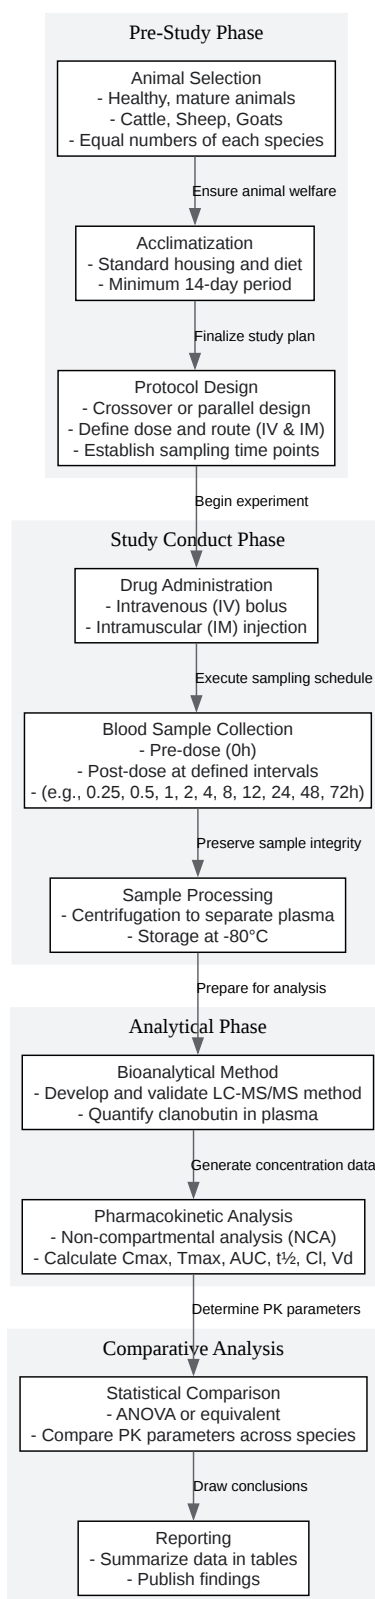 Pre-Study Phase
Animal Selection
- Healthy, mature animals
- Cattle, Sheep, Goats
- Equal numbers of each species
Ensure animal welfare
Acclimatization
- Standard housing and diet
- Minimum 14-day period
Finalize study plan
Protocol Design
- Crossover or parallel design
- Define dose and route (IV & IM)
- Establish sampling time points
Begin experiment
Study Conduct Phase
Drug Administration
- Intravenous (IV) bolus
- Intramuscular (IM) injection
Execute sampling schedule
Blood Sample Collection
- Pre-dose (0h)
- Post-dose at defined intervals
- (e.g., 0.25, 0.5, 1, 2, 4, 8, 12, 24, 48, 72h)
Preserve sample integrity
Sample Processing
- Centrifugation to separate plasma
- Storage at -80°C
Prepare for analysis
Analytical Phase
Bioanalytical Method
- Develop and validate LC-MS/MS method
- Quantify clanobutin in plasma
Generate concentration data
Pharmacokinetic Analysis
- Non-compartmental analysis (NCA)
- Calculate Cmax, Tmax, AUC, t½, Cl, Vd
Determine PK parameters
Comparative Analysis
Statistical Comparison
- ANOVA or equivalent
- Compare PK parameters across species
Draw conclusions
Reporting
- Summarize data in tables
- Publish findings